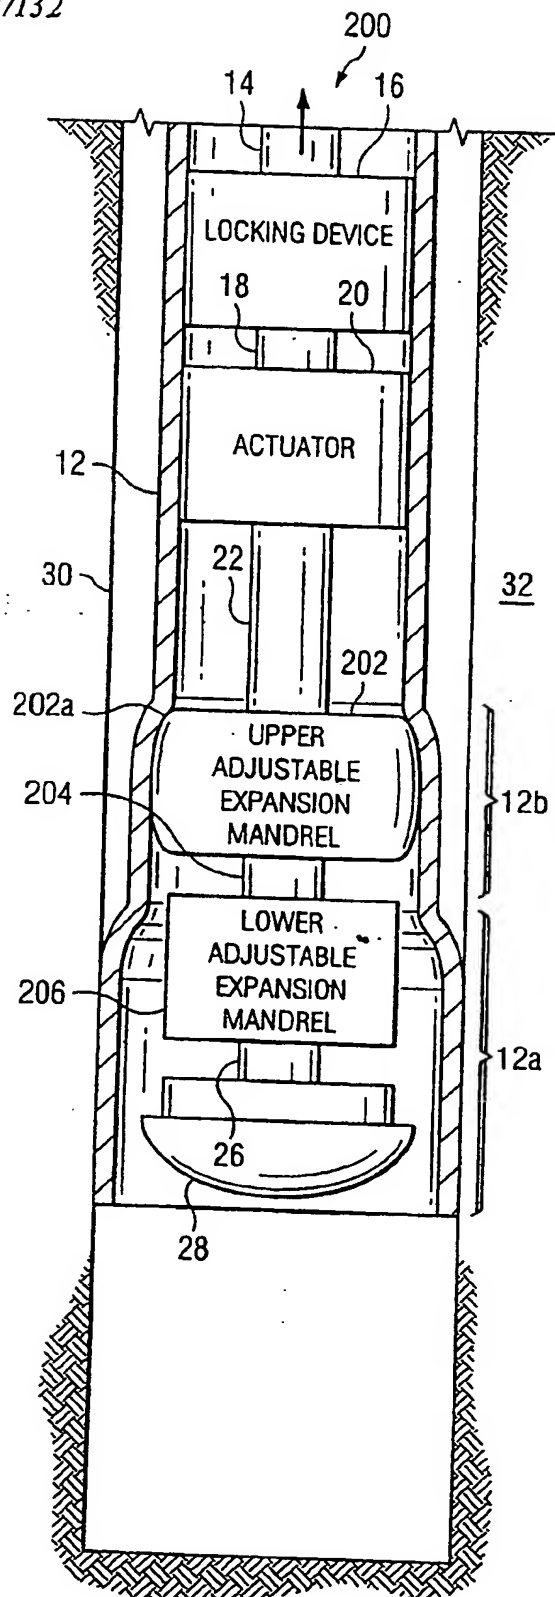 7/132
200
14
16
LOCKING DEVICE
18
20
ACTUATOR
12
30
22
32
202
202a
UPPER
ADJUSTABLE
EXPANSION
MANDREL
12b
204
LOWER
ADJUSTABLE
EXPANSION
MANDREL
206
12a
26
28